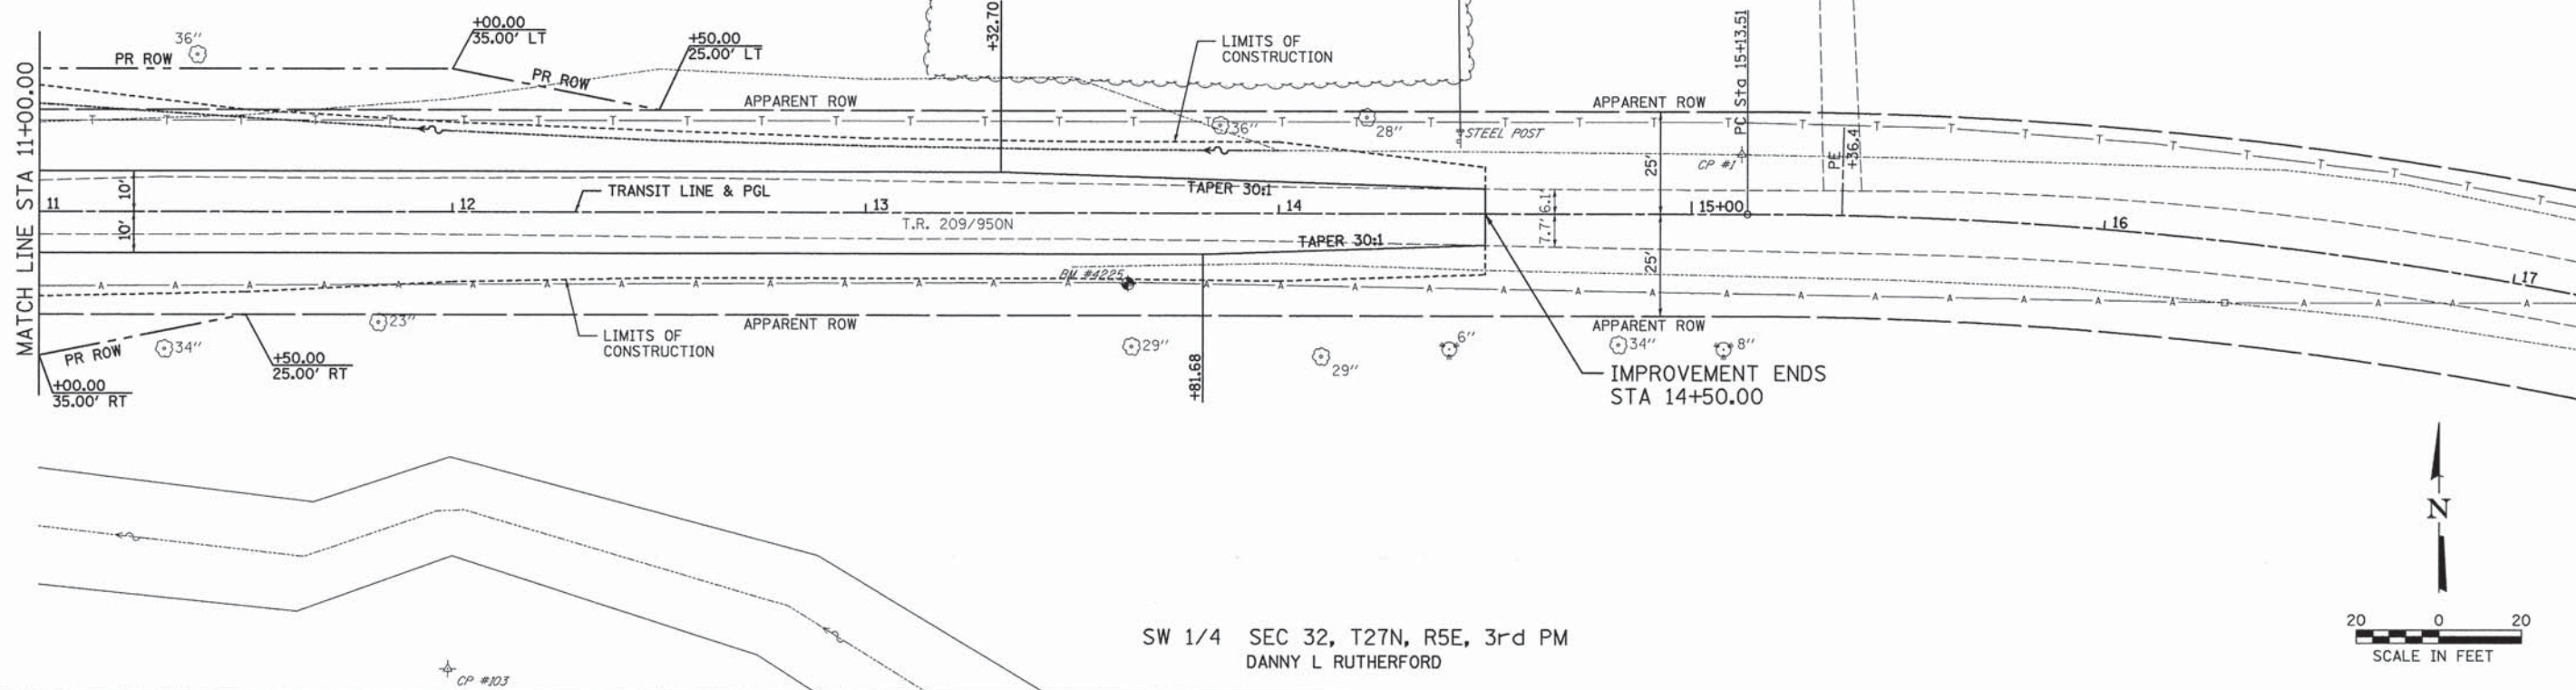 MATCH LINE STA 11+00.00
36"
PR ROW
+00.00
35.00' LT
PR ROW
+50.00
25.00' LT
APPARENT ROW
+32.70
LIMITS OF
CONSTRUCTION
36"
28"
STEEL POST
APPARENT ROW
PC Sta 15+13.51
CP #1
PE
+36.4
T T T T T T T T T T T T T T T T T T T T T T T T T T T T T T T T T T
10'
10'
11
12
TRANSIT LINE & PGL
13
T.R. 209/950N
TAPER 30:1
14
TAPER 30:1
7.7' 6.1'
25'
25'
15+00
16
17
BM #4225
A A A A A A A A A A A A A A A A A A A A A A A A A A A A A A A A A
PR ROW
34"
23"
+50.00
25.00' RT
+00.00
35.00' RT
LIMITS OF
CONSTRUCTION
APPARENT ROW
29"
+81.68
29"
6"
APPARENT ROW
34"
8"
IMPROVEMENT ENDS
STA 14+50.00
N
20 0 20
SCALE IN FEET
SW 1/4 SEC 32, T27N, R5E, 3rd PM
DANNY L RUTHERFORD
CP #103